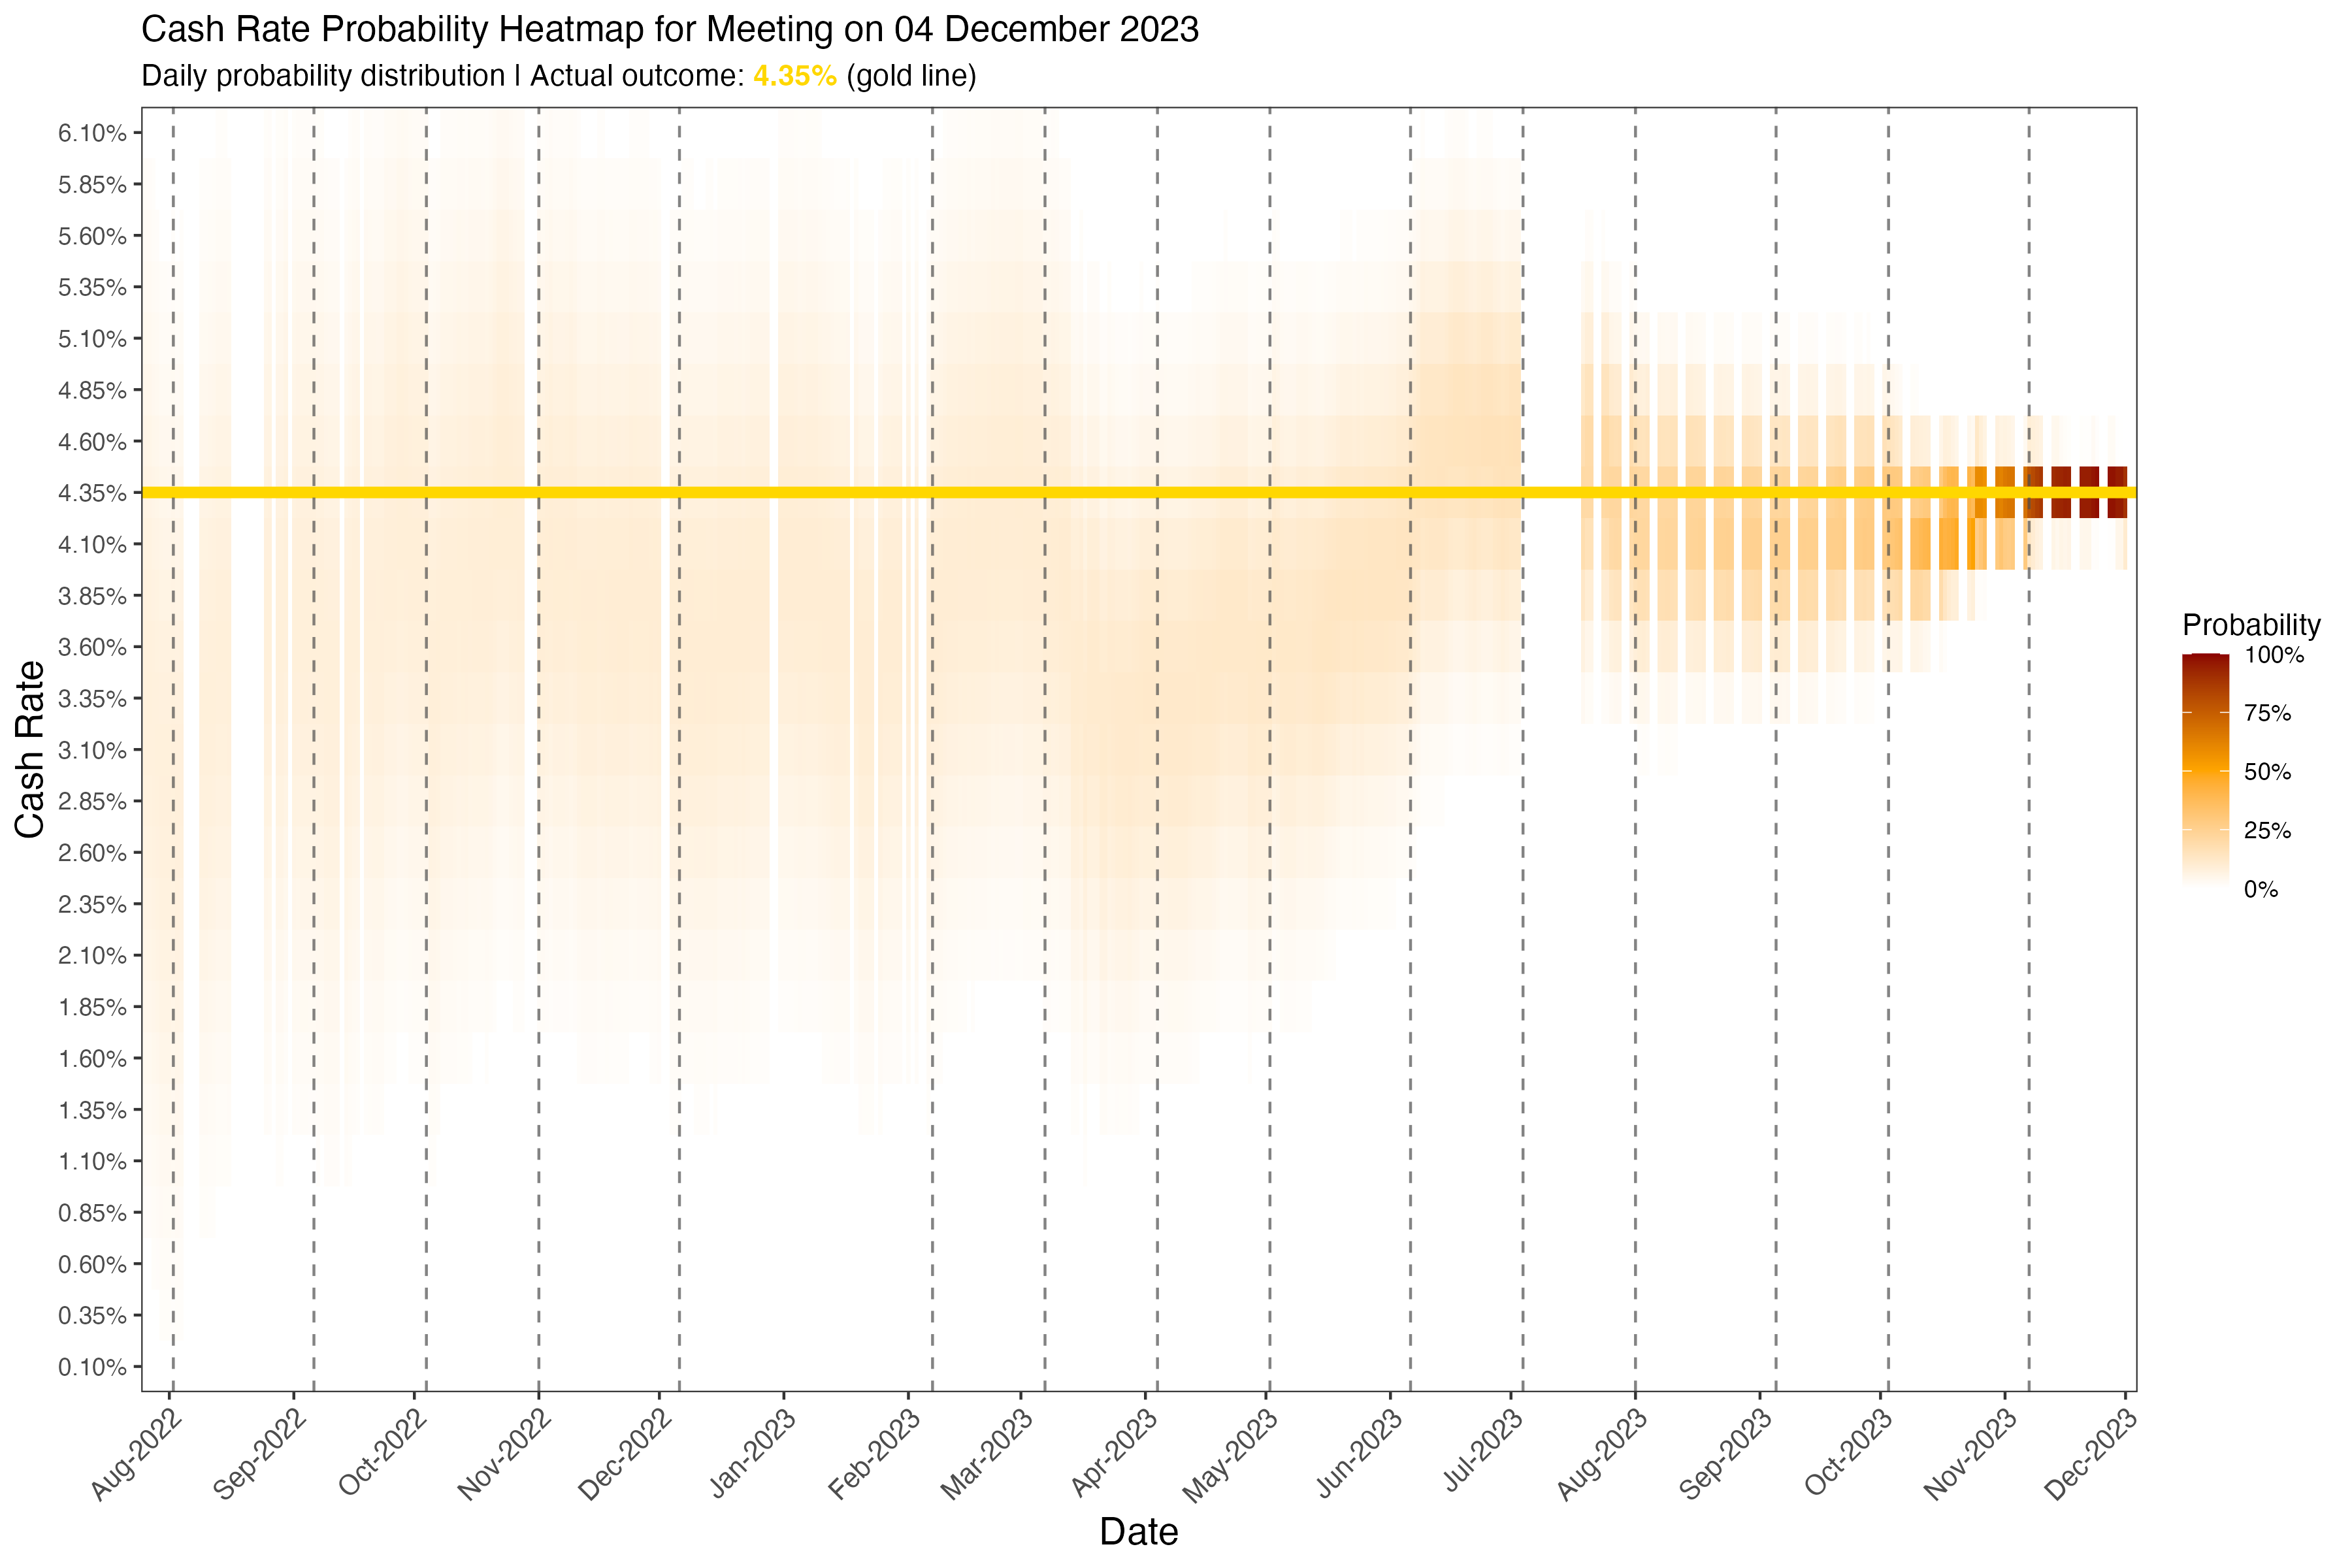 Cash Rate Probability Heatmap for Meeting on 04 December 2023
Daily probability distribution | Actual outcome: 4.35% (gold line)
6.10%
5.85%
5.60%
5.35%
5.10%
4.85%
4.60%
4.35%
4.10%
3.85%
3.60%
3.35%
3.10%
2.85%
2.60%
2.35%
2.10%
1.85%
1.60%
1.35%
1.10%
0.85%
0.60%
0.35%
0.10%
Cash Rate
Aug-2022
Sep-2022
Oct-2022
Nov-2022
Dec-2022
Jan-2023
Feb-2023
Mar-2023
Apr-2023
May-2023
Jun-2023
Jul-2023
Aug-2023
Sep-2023
Oct-2023
Nov-2023
Dec-2023
Date
Probability
100%
75%
50%
25%
0%